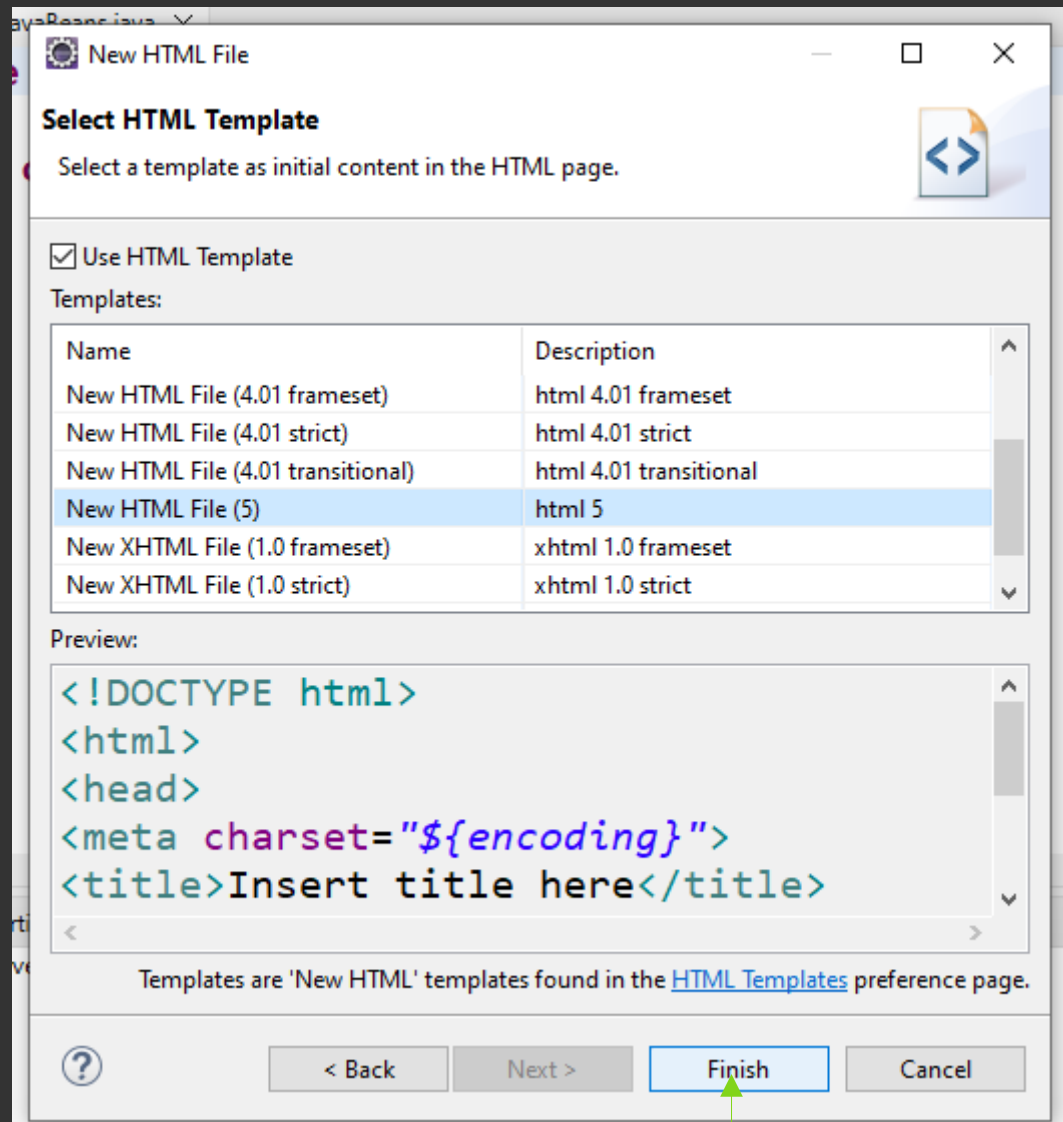 avaBeans.java
New HTML File
Select HTML Template
Select a template as initial content in the HTML page.
Use HTML Template
Templates:
Name Description
New HTML File (4.01 frameset) html 4.01 frameset
New HTML File (4.01 strict) html 4.01 strict
New HTML File (4.01 transitional) html 4.01 transitional
New HTML File (5) html 5
New XHTML File (1.0 frameset) xhtml 1.0 frameset
New XHTML File (1.0 strict) xhtml 1.0 strict
Preview:
<!DOCTYPE html>
<html>
<head>
<meta charset="${encoding}">
<title>Insert title here</title>
Templates are 'New HTML' templates found in the HTML Templates preference page.
? < Back Next > Finish Cancel